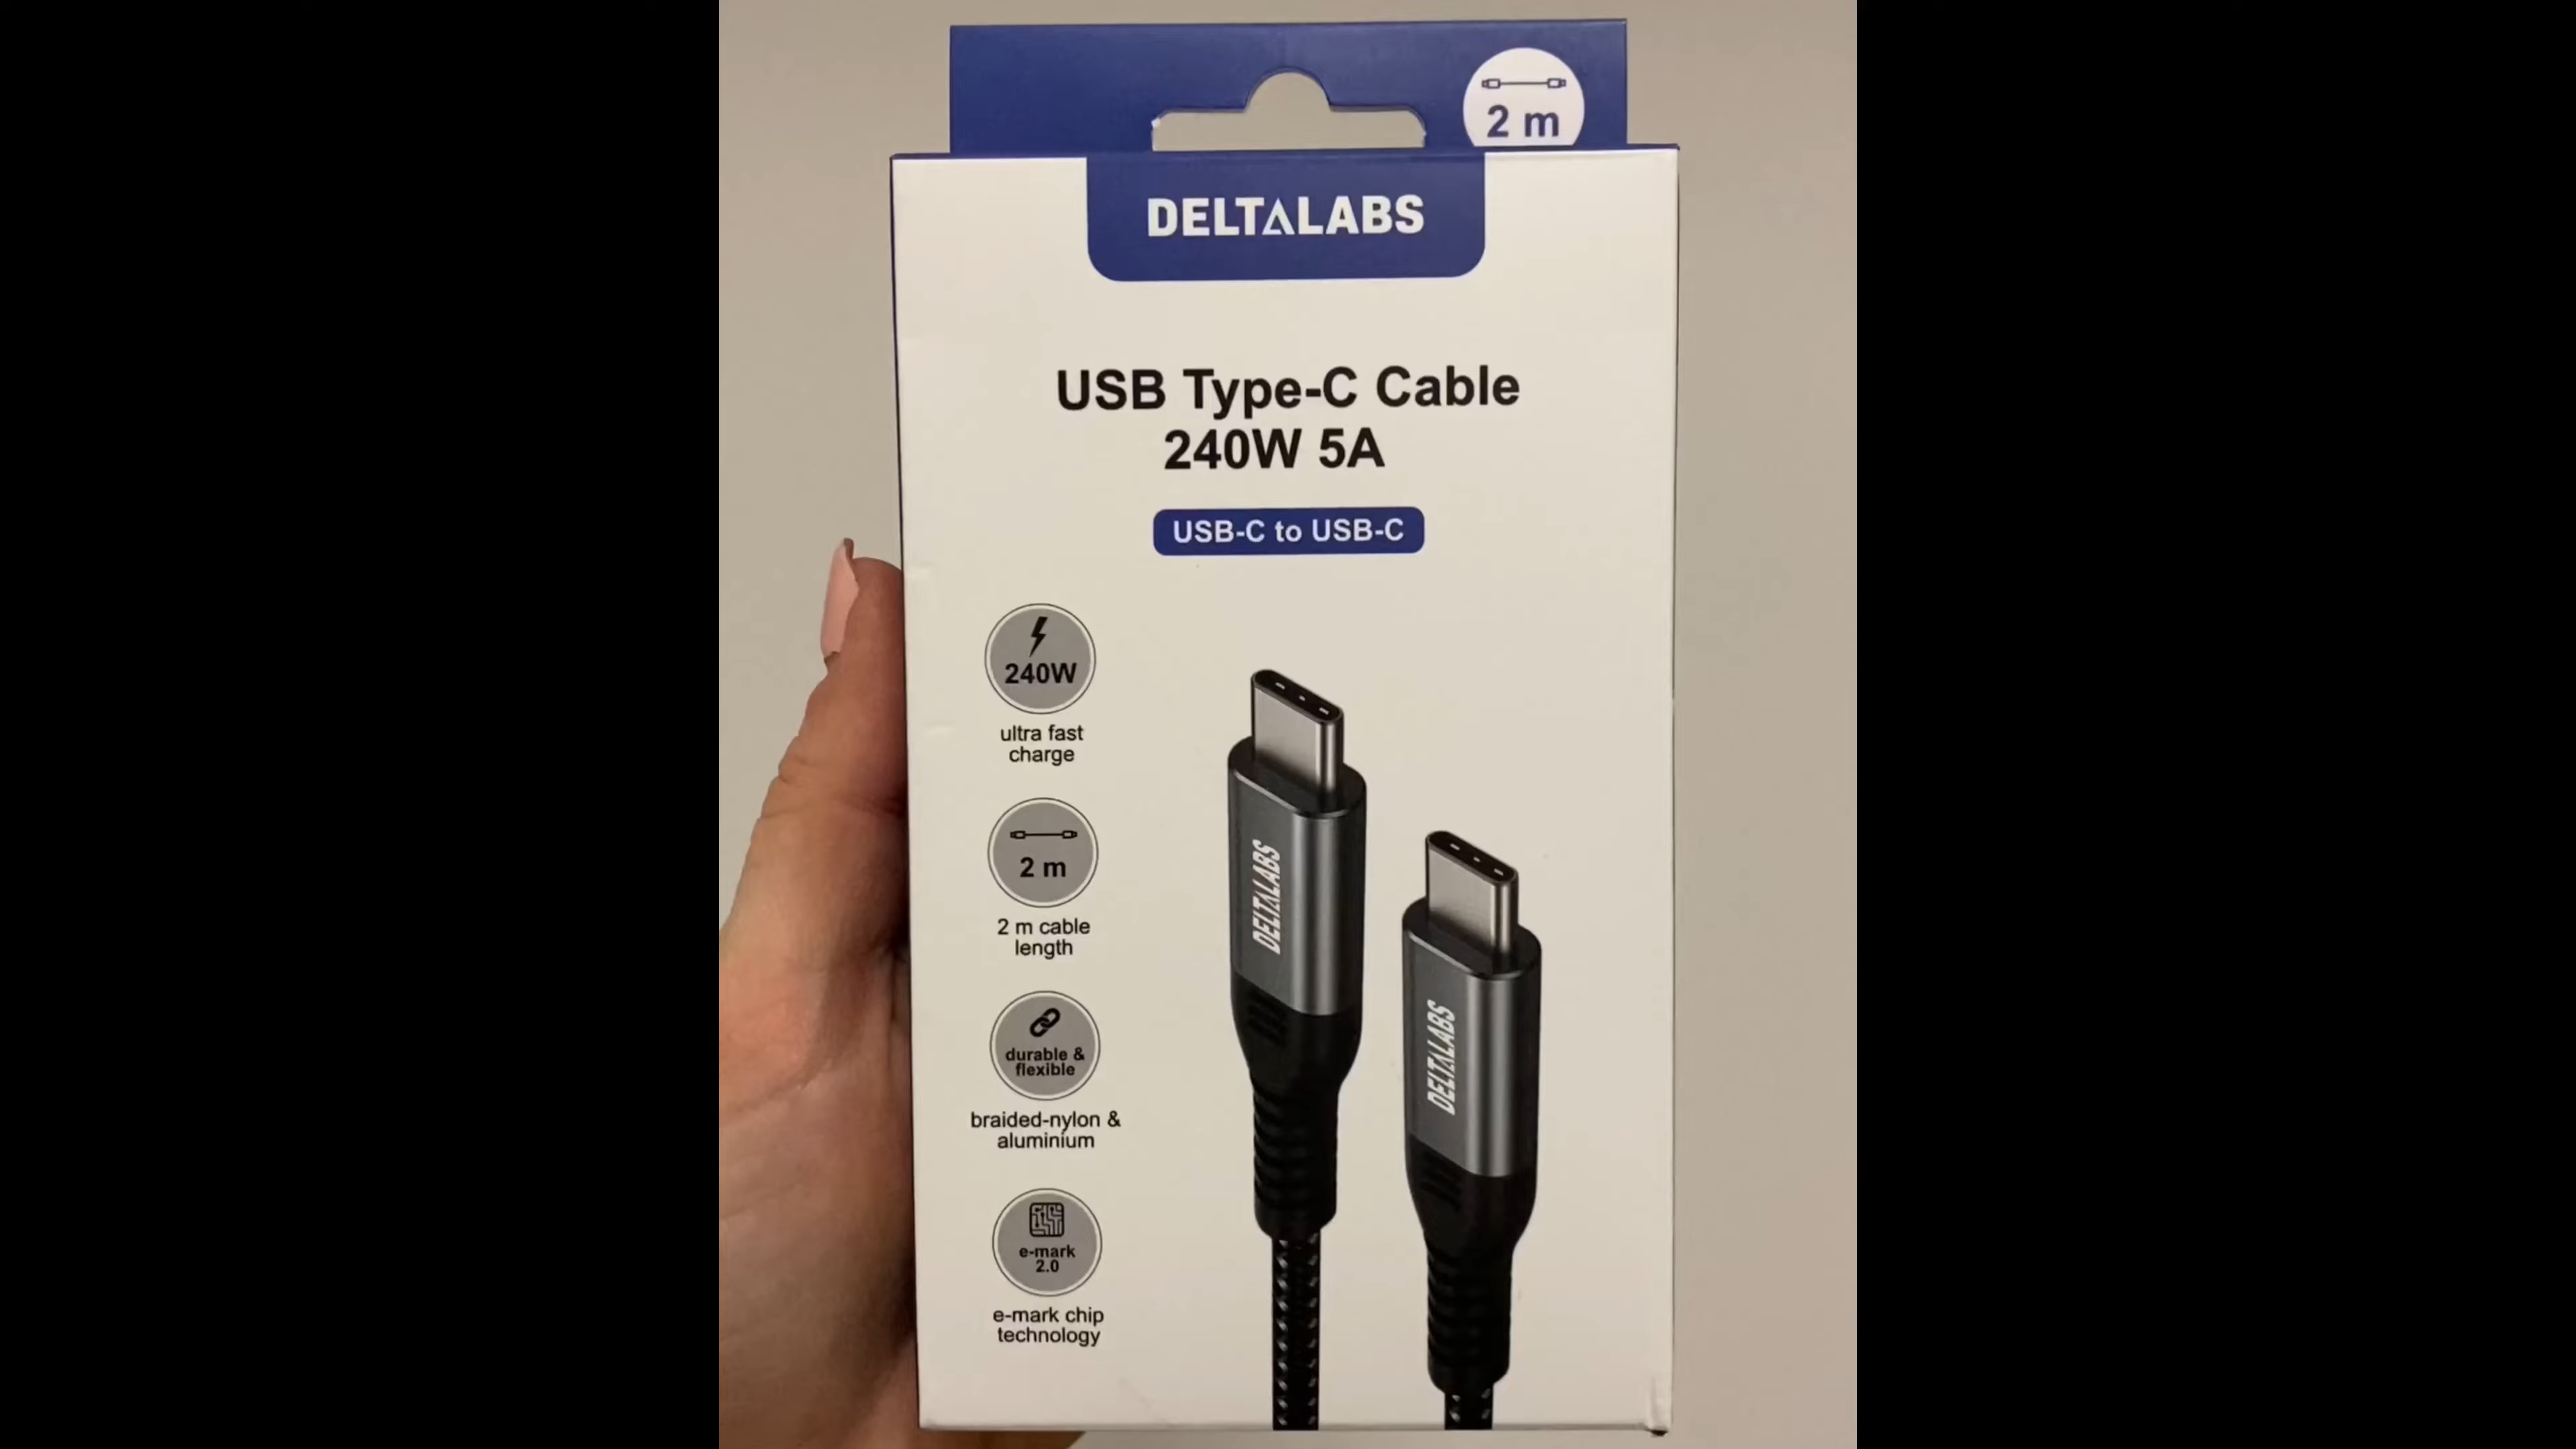 2 m
DELTALABS
USB Type-C Cable
240W 5A
USB-C to USB-C
240W
ultra fast
charge
2 m
2 m cable
length
durable &
flexible
braided-nylon &
aluminium
e-mark
2.0
e-mark chip
technology
DELTALABS
DELTALABS